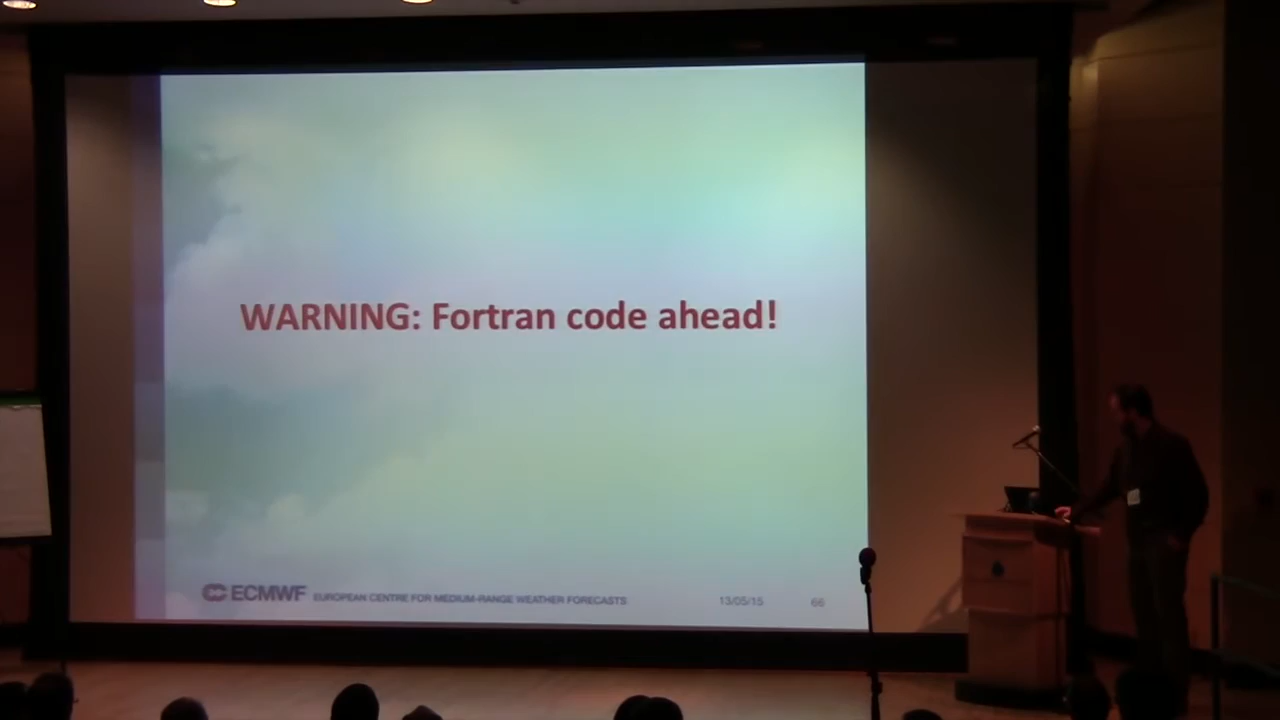 WARNING: Fortran code ahead!
ECMWF EUROPEAN CENTRE FOR MEDIUM-RANGE WEATHER FORECASTS 13/05/15 66